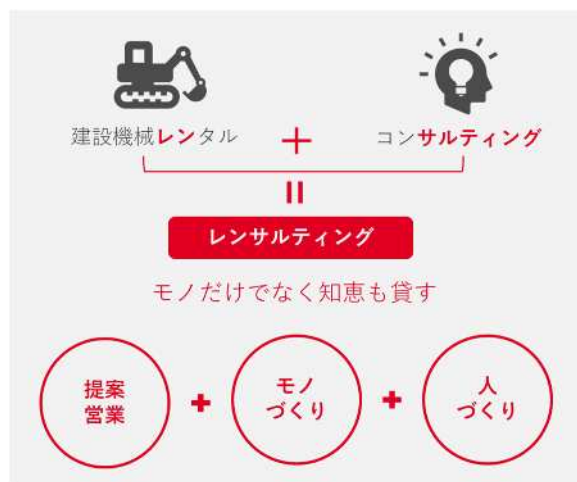 建設機械レンタル + コンサルティング
=
レンサルティング
モノだけでなく知恵も貸す
提案
営業
+
モノ
づくり
+
人
づくり